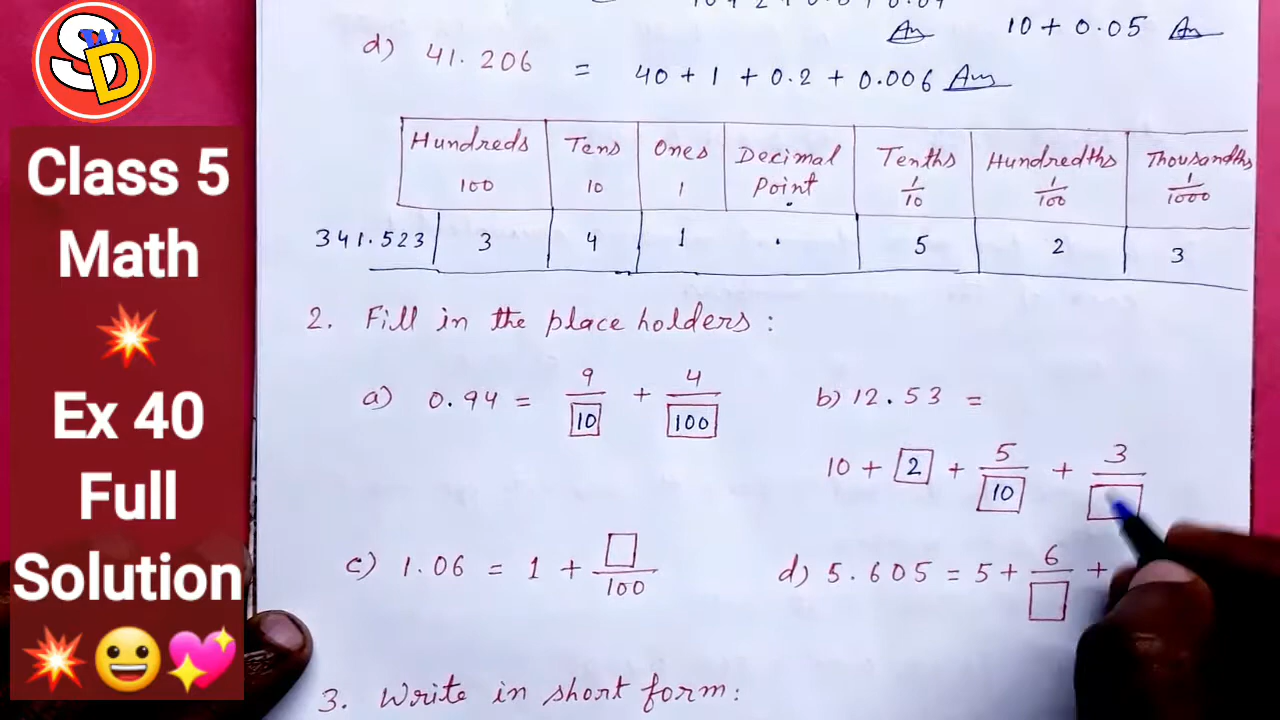 SWD
Class 5
Math
Ex 40
Full
Solution
Ans 10 + 0.05 Ans
d) 41.206 = 40 + 1 + 0.2 + 0.006 Ans
Hundreds 100 Tens 10 Ones 1 Decimal Point . Tenths 1/10 Hundredths 1/100 Thousandths 1/1000
341.523 3 4 1 . 5 2 3
2. Fill in the place holders :
a) 0.94 = 9/10 + 4/100
b) 12.53 =
10 + 2 + 5/10 + 3/□
c) 1.06 = 1 + □/100
d) 5.605 = 5 + 6/□ +
3. Write in short form :